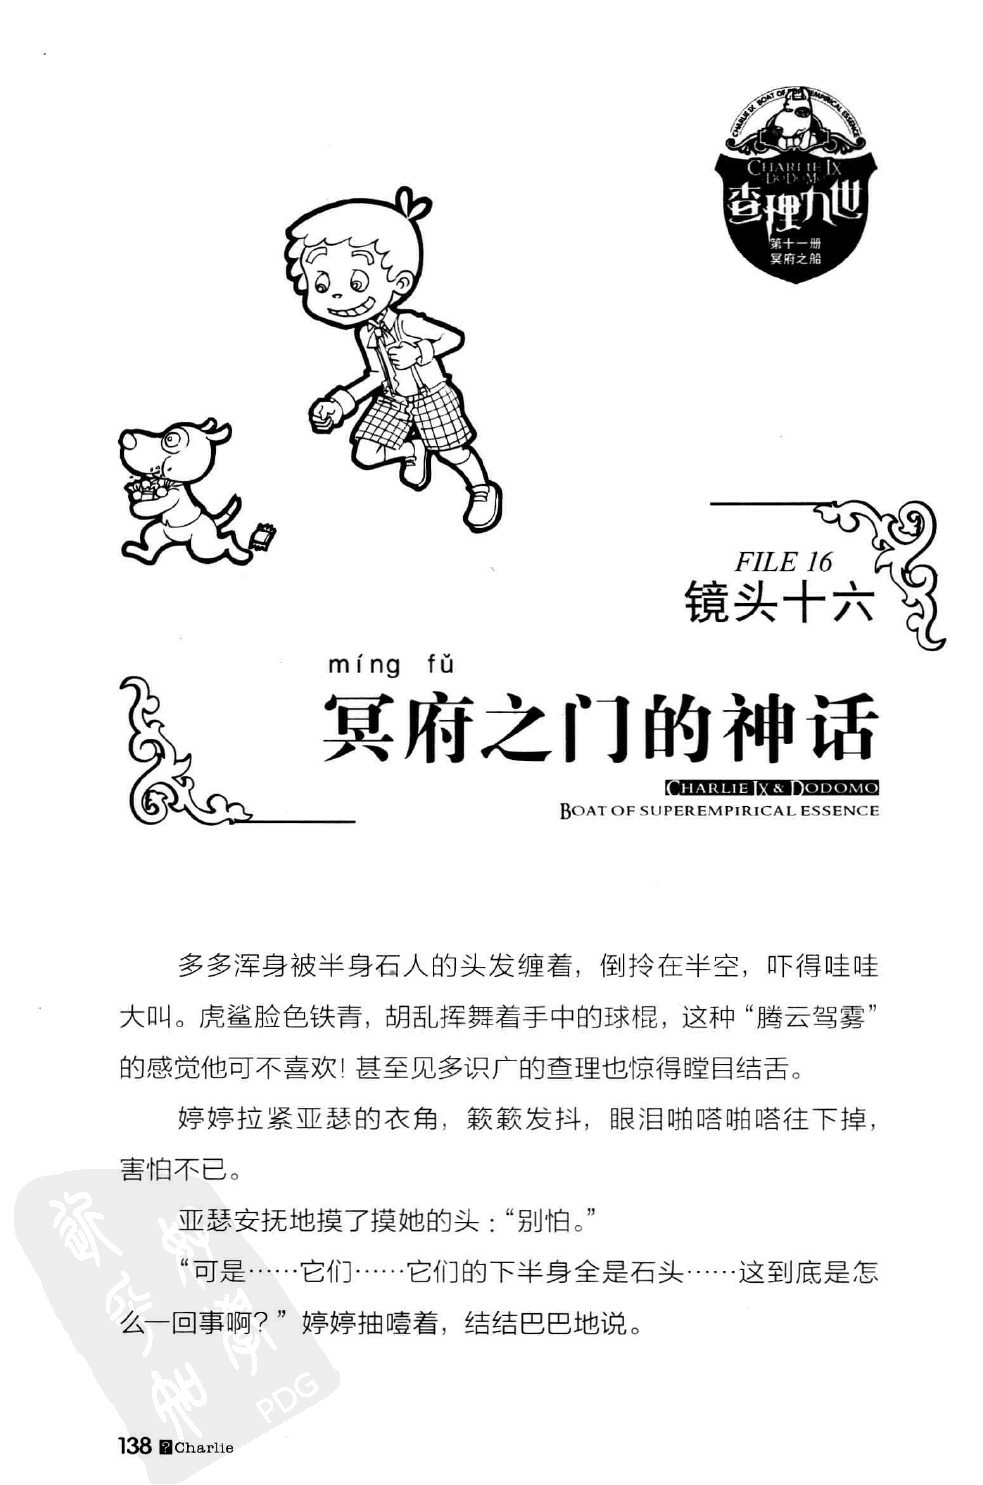 CHARLIE IX BOAT OF SUPEREMPIRICAL ESSENCE
CHARLIE IX
DODOMO
查理九世
第十一册
冥府之船
FILE 16
镜头十六
míng fǔ
冥府之门的神话
CHARLIE IX & DODOMO
BOAT OF SUPEREMPIRICAL ESSENCE
多多浑身被半身石人的头发缠着，倒拎在半空，吓得哇哇
大叫。虎鲨脸色铁青，胡乱挥舞着手中的球棍，这种“腾云驾雾”
的感觉他可不喜欢！甚至见多识广的查理也惊得瞠目结舌。
婷婷拉紧亚瑟的衣角，簌簌发抖，眼泪啪嗒啪嗒往下掉，
害怕不已。
亚瑟安抚地摸了摸她的头：“别怕。”
“可是……它们……它们的下半身全是石头……这到底是怎
么一回事啊？”婷婷抽噎着，结结巴巴地说。
PDG
138 ? Charlie